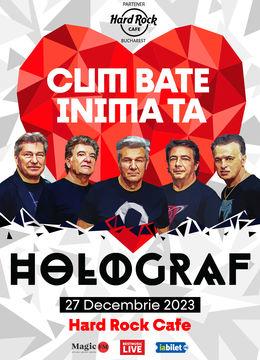 PARTENER
Hard Rock
CAFE
BUCHAREST
CUM BATE
INIMA TA
HOLOGRAF
27 Decembrie 2023
Hard Rock Cafe
Magic FM
BESTMUSIC
LIVE
iabilet